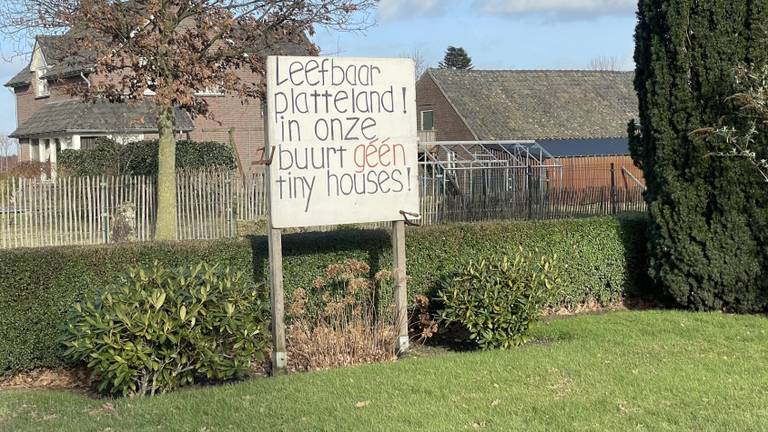 Leefbaar
platteland!
in onze
buurt géén
tiny houses!